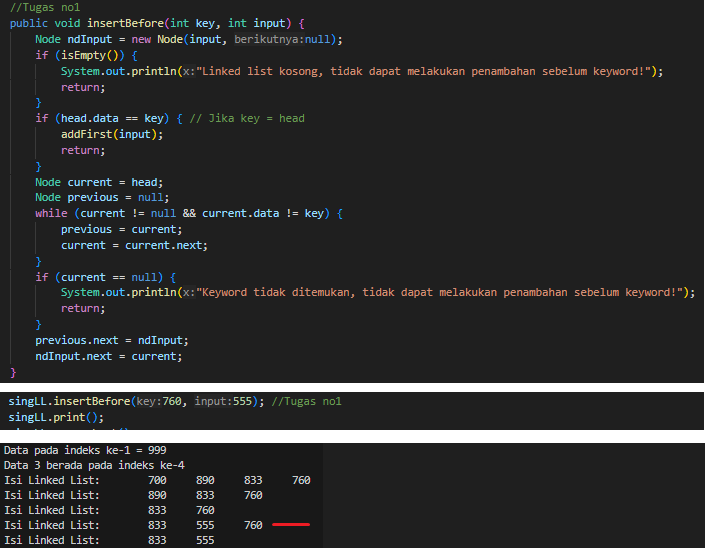 //Tugas no1
public void insertBefore(int key, int input) {
Node ndInput = new Node(input, berikutnya:null);
if (isEmpty()) {
System.out.println(x:"Linked list kosong, tidak dapat melakukan penambahan sebelum keyword!");
return;
}
if (head.data == key) { // Jika key = head
addFirst(input);
return;
}
Node current = head;
Node previous = null;
while (current != null && current.data != key) {
previous = current;
current = current.next;
}
if (current == null) {
System.out.println(x:"Keyword tidak ditemukan, tidak dapat melakukan penambahan sebelum keyword!");
return;
}
previous.next = ndInput;
ndInput.next = current;
}
singLL.insertBefore(key:760, input:555); //Tugas no1
singLL.print();
Data pada indeks ke-1 = 999
Data 3 berada pada indeks ke-4
Isi Linked List: 700 890 833 760
Isi Linked List: 890 833 760
Isi Linked List: 833 760
Isi Linked List: 833 555 760
Isi Linked List: 833 555